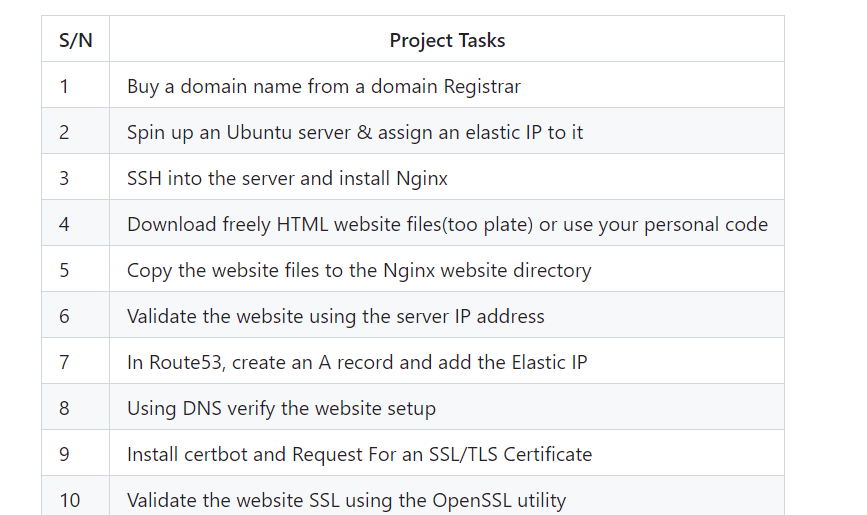 S/N Project Tasks
1 Buy a domain name from a domain Registrar
2 Spin up an Ubuntu server & assign an elastic IP to it
3 SSH into the server and install Nginx
4 Download freely HTML website files(too plate) or use your personal code
5 Copy the website files to the Nginx website directory
6 Validate the website using the server IP address
7 In Route53, create an A record and add the Elastic IP
8 Using DNS verify the website setup
9 Install certbot and Request For an SSL/TLS Certificate
10 Validate the website SSL using the OpenSSL utility